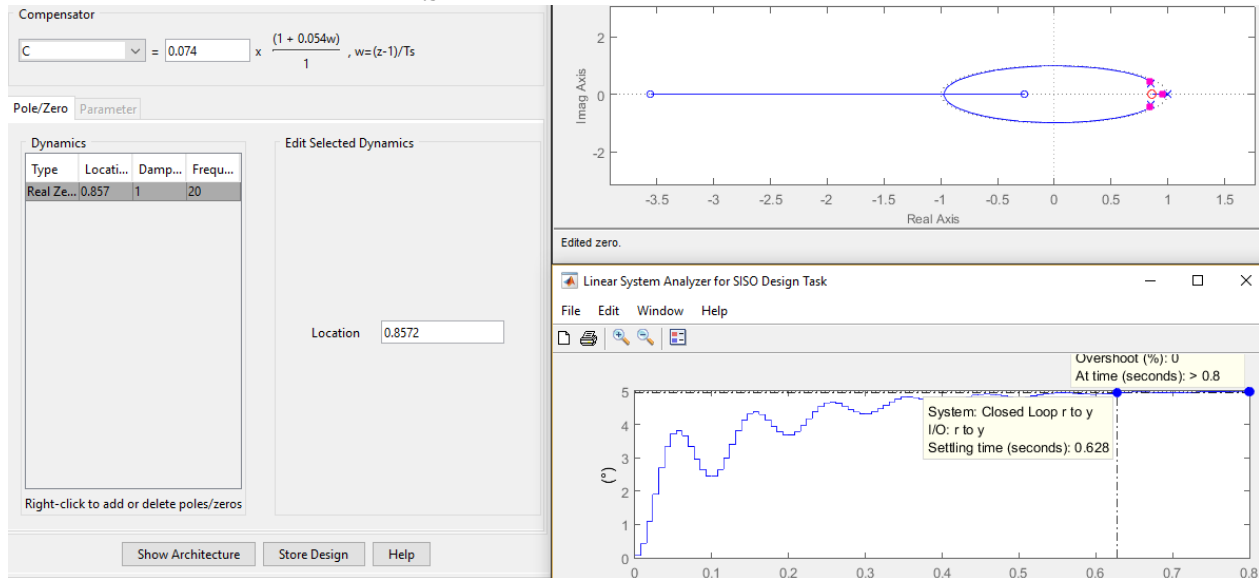 Compensator
C = 0.074 x (1 + 0.054w)
1
, w=(z-1)/Ts
Pole/Zero Parameter
Dynamics
Type Locati... Damp... Frequ...
Real Ze... 0.857 1 20
Right-click to add or delete poles/zeros
Edit Selected Dynamics
Location 0.8572
Show Architecture Store Design Help
Imag Axis
2
0
-2
-3.5 -3 -2.5 -2 -1.5 -1 -0.5 0 0.5 1 1.5
Real Axis
Edited zero.
Linear System Analyzer for SISO Design Task
File Edit Window Help
Overshoot (%): 0
At time (seconds): > 0.8
System: Closed Loop r to y
I/O: r to y
Settling time (seconds): 0.628
(°)
5
4
3
2
1
0
0 0.1 0.2 0.3 0.4 0.5 0.6 0.7 0.8